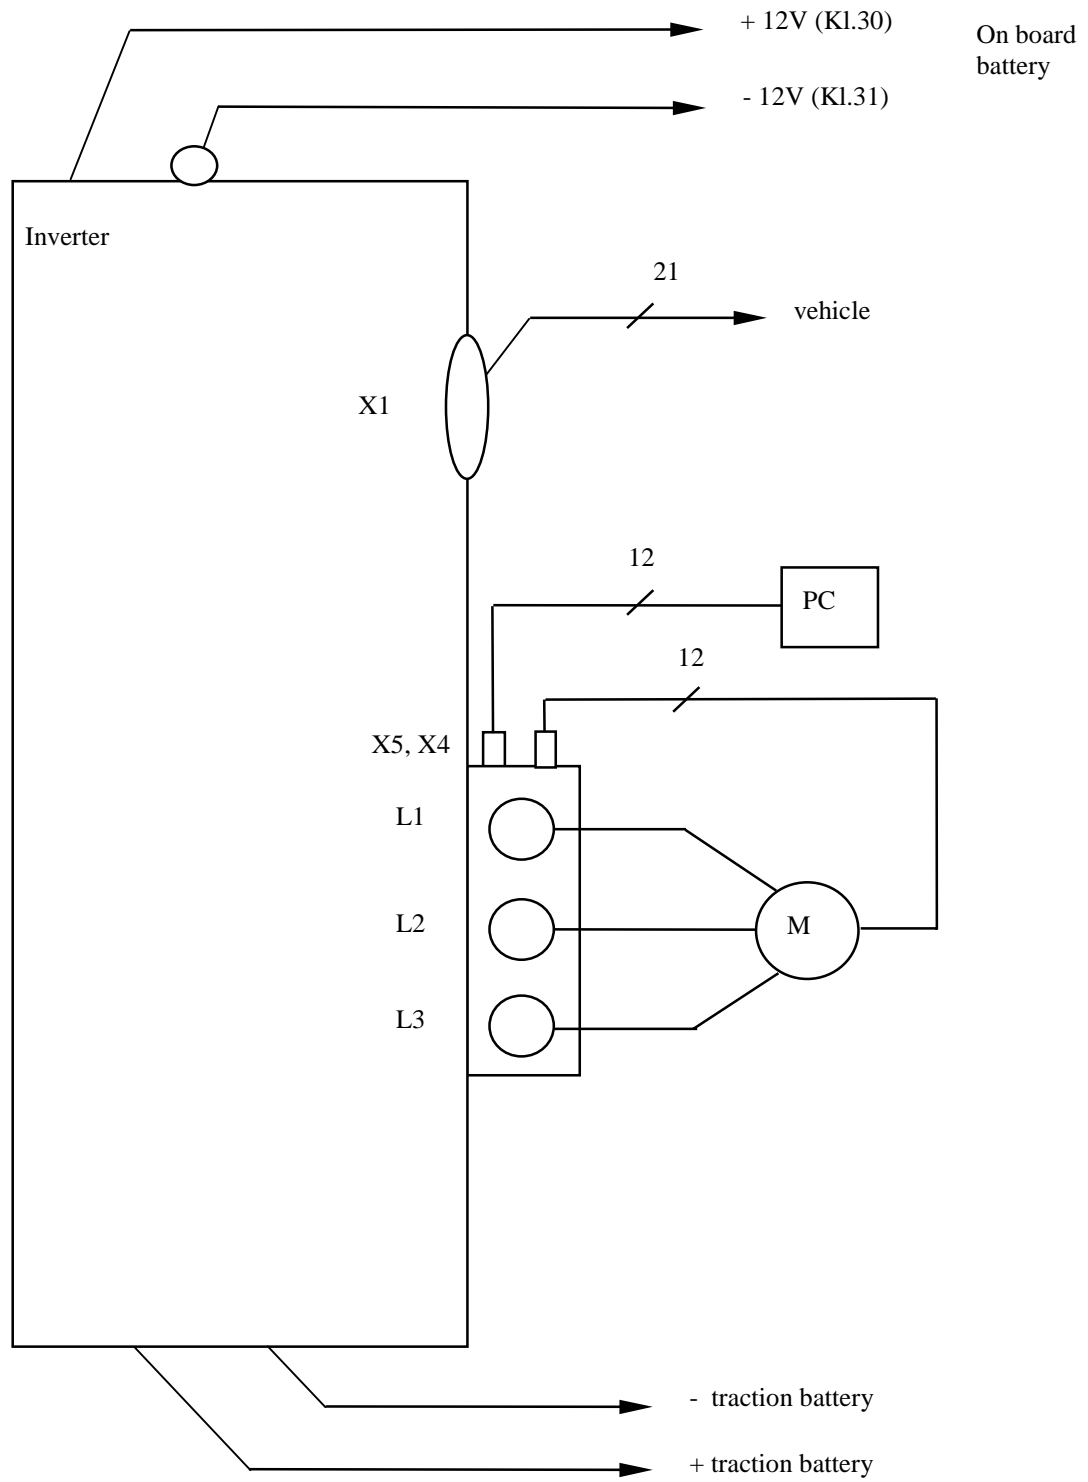 + 12V (Kl.30)
On board
battery
- 12V (Kl.31)
Inverter
21
vehicle
X1
12
PC
12
X5, X4
L1
L2
M
L3
- traction battery
+ traction battery